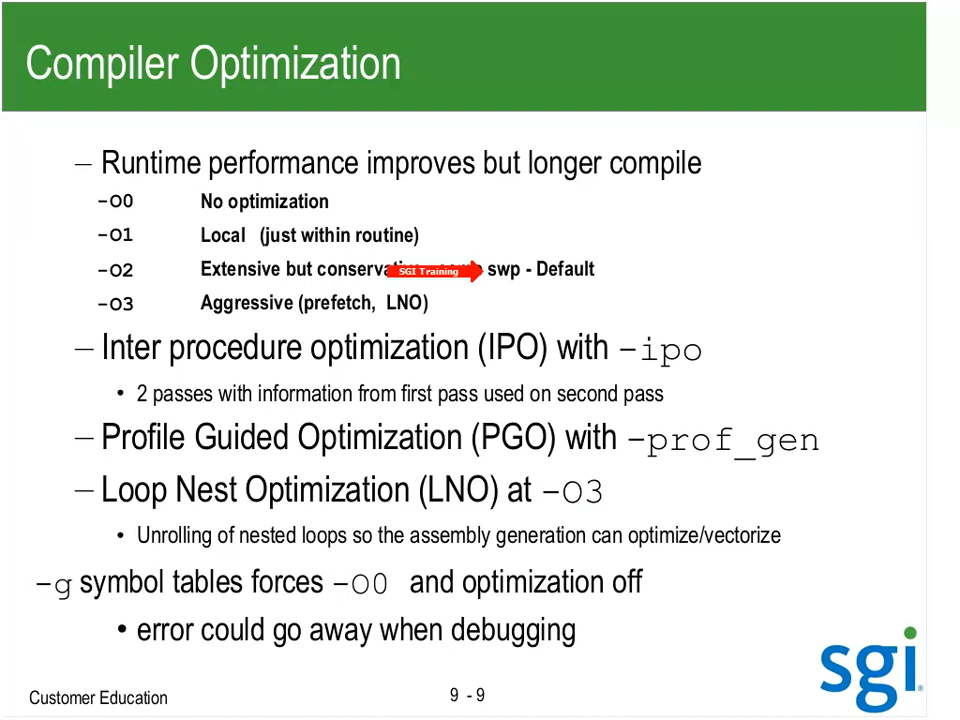 Compiler Optimization
– Runtime performance improves but longer compile
-O0 No optimization
-O1 Local (just within routine)
-O2 Extensive but swp - Default
SGI Training
-O3 Aggressive (prefetch, LNO)
– Inter procedure optimization (IPO) with -ipo
• 2 passes with information from first pass used on second pass
– Profile Guided Optimization (PGO) with -prof_gen
– Loop Nest Optimization (LNO) at -O3
• Unrolling of nested loops so the assembly generation can optimize/vectorize
-g symbol tables forces -O0 and optimization off
• error could go away when debugging
sgi®
Customer Education
9 - 9